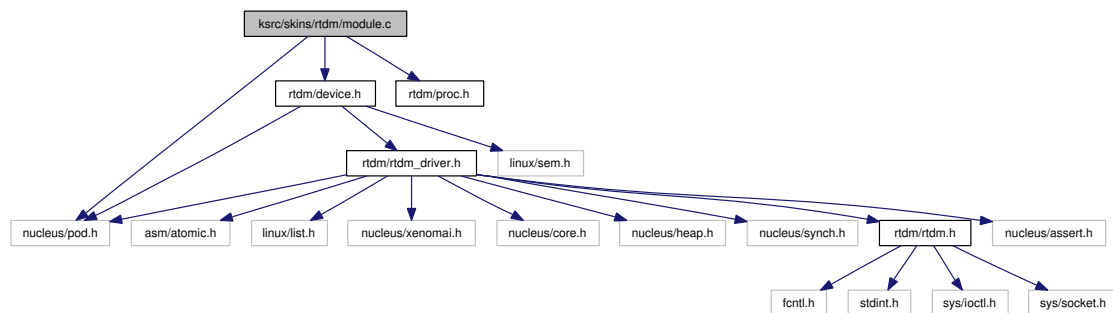 ksrc/skins/rtdm/module.c
rtdm/device.h
rtdm/proc.h
rtdm/rtdm_driver.h
linux/sem.h
nucleus/pod.h
asm/atomic.h
linux/list.h
nucleus/xenomai.h
nucleus/core.h
nucleus/heap.h
nucleus/synch.h
rtdm/rtdm.h
nucleus/assert.h
fcntl.h
stdint.h
sys/ioctl.h
sys/socket.h